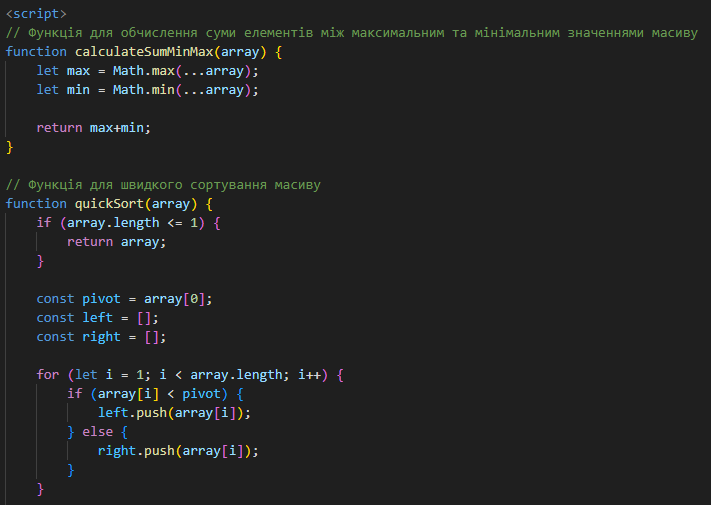 <script>
// Функція для обчислення суми елементів між максимальним та мінімальним значеннями масиву
function calculateSumMinMax(array) {
    let max = Math.max(...array);
    let min = Math.min(...array);

    return max+min;
}

// Функція для швидкого сортування масиву
function quickSort(array) {
    if (array.length <= 1) {
        return array;
    }

    const pivot = array[0];
    const left = [];
    const right = [];

    for (let i = 1; i < array.length; i++) {
        if (array[i] < pivot) {
            left.push(array[i]);
        } else {
            right.push(array[i]);
        }
    }